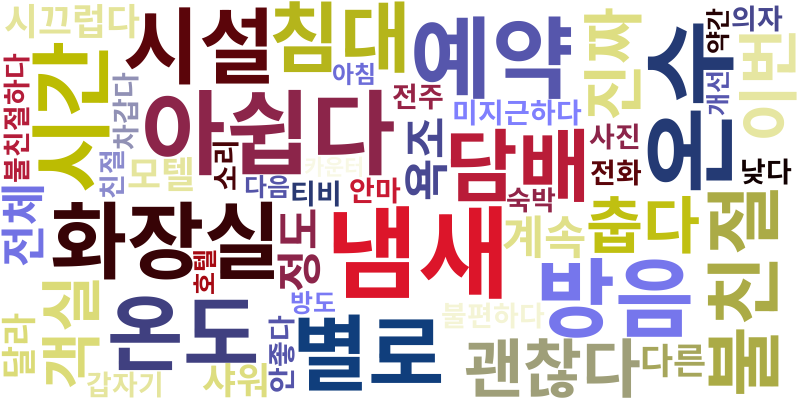 시끄럽다
시설
침대
예약
진짜
온수
약간
의자
이번
시간
불친절하다
차갑다
아침
아쉽다
전주
미지근하다
개선
친절
모텔
소리
카운터
다음
티비
안마
욕조
담배
숙박
사진
전화
낮다
전체
화장실
호텔
정도
냄새
계속
춥다
불친절
달라
객실
온도
방도
안좋다
별로
불편하다
방음
괜찮다
다른
갑자기
샤워